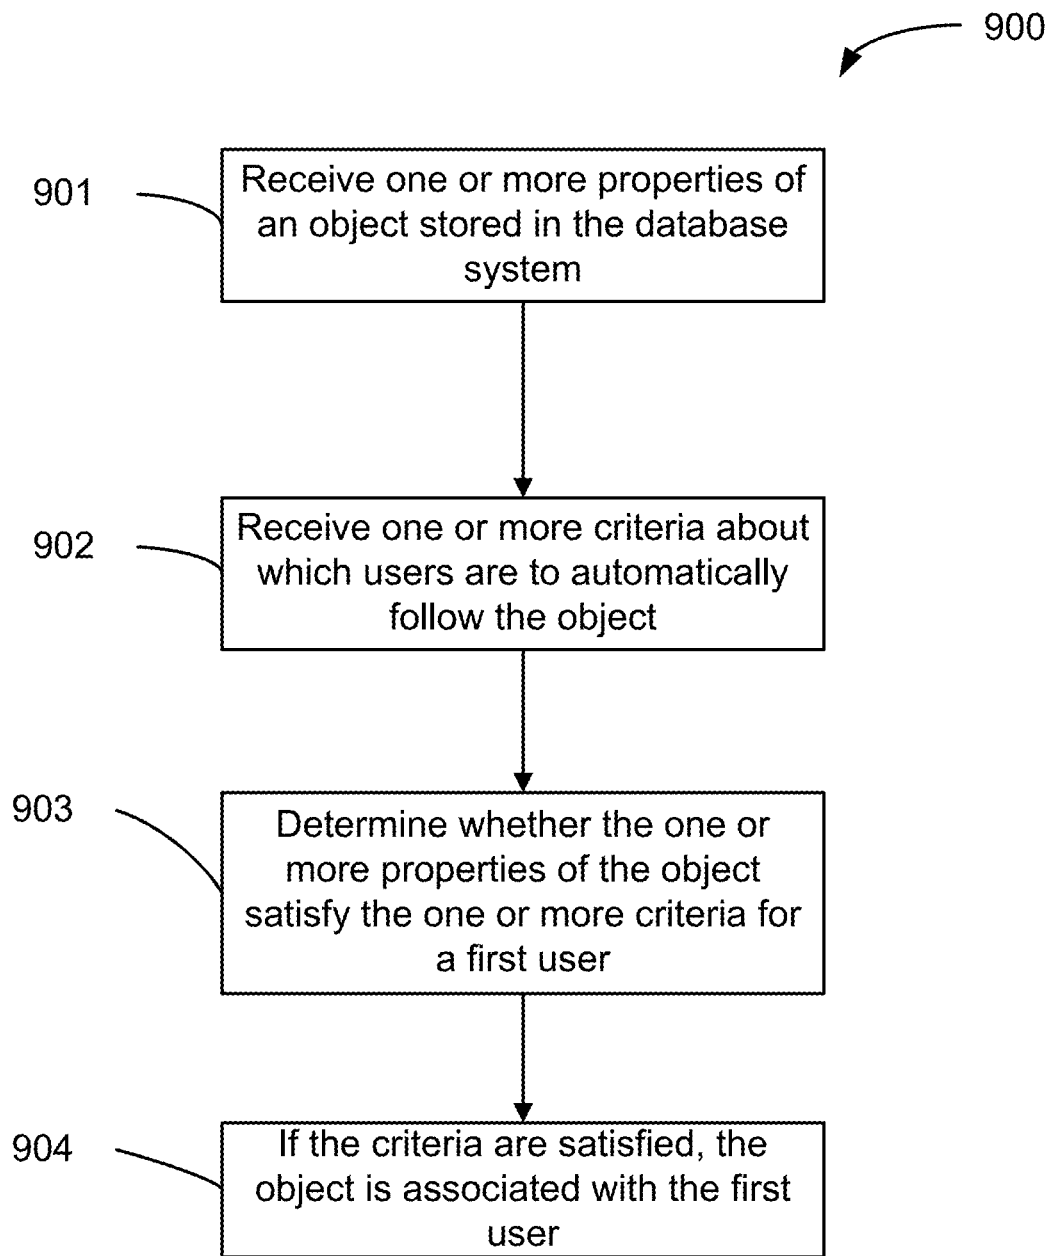 900
901
Receive one or more properties of
an object stored in the database
system
902
Receive one or more criteria about
which users are to automatically
follow the object
903
Determine whether the one or
more properties of the object
satisfy the one or more criteria for
a first user
904
If the criteria are satisfied, the
object is associated with the first
user